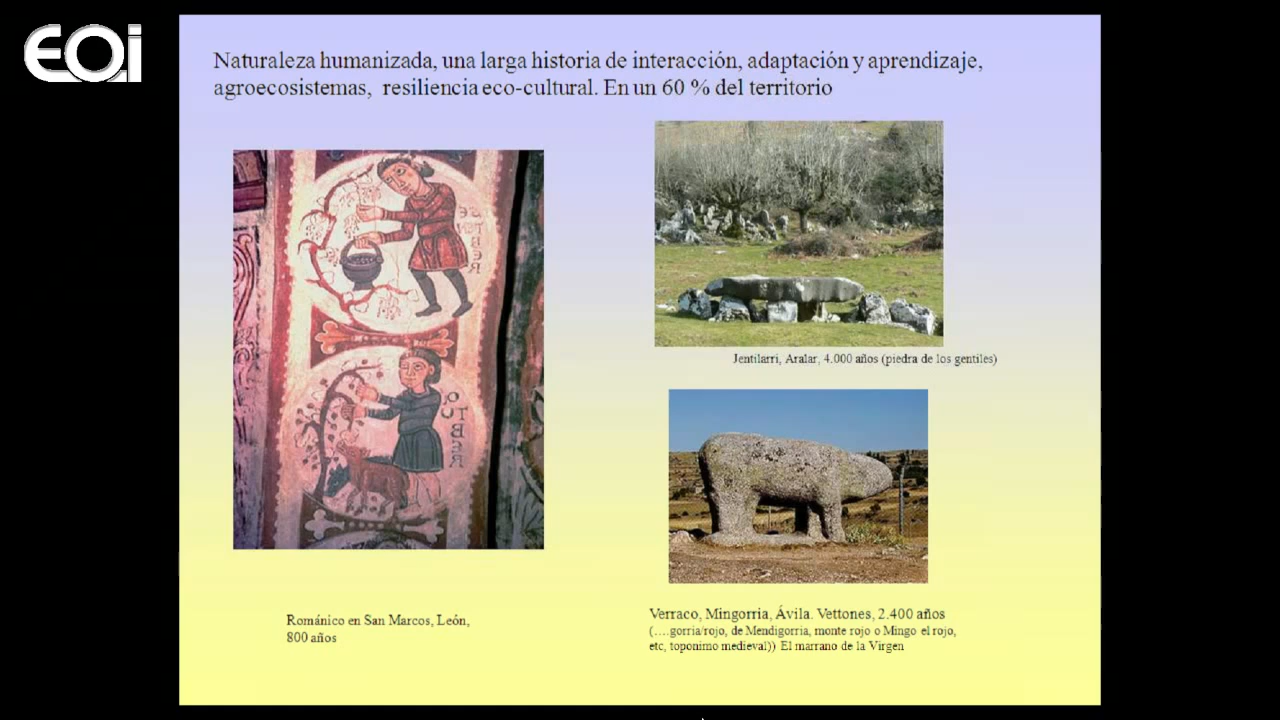 EOi
Naturaleza humanizada, una larga historia de interacción, adaptación y aprendizaje,
agroecosistemas, resiliencia eco-cultural. En un 60 % del territorio
Jentilarri, Aralar, 4.000 años (piedra de los gentiles)
Románico en San Marcos, León,
800 años
Verraco, Mingorria, Ávila. Vettones, 2.400 años
(….gorria/rojo, de Mendigorria, monte rojo o Mingo el rojo,
etc, toponimo medieval)) El marrano de la Virgen